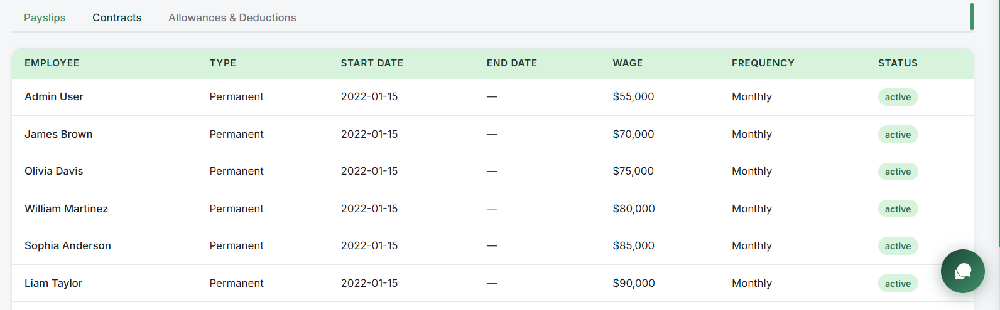 Payslips Contracts Allowances & Deductions
EMPLOYEE TYPE START DATE END DATE WAGE FREQUENCY STATUS
Admin User Permanent 2022-01-15 — $55,000 Monthly active
James Brown Permanent 2022-01-15 — $70,000 Monthly active
Olivia Davis Permanent 2022-01-15 — $75,000 Monthly active
William Martinez Permanent 2022-01-15 — $80,000 Monthly active
Sophia Anderson Permanent 2022-01-15 — $85,000 Monthly active
Liam Taylor Permanent 2022-01-15 — $90,000 Monthly active